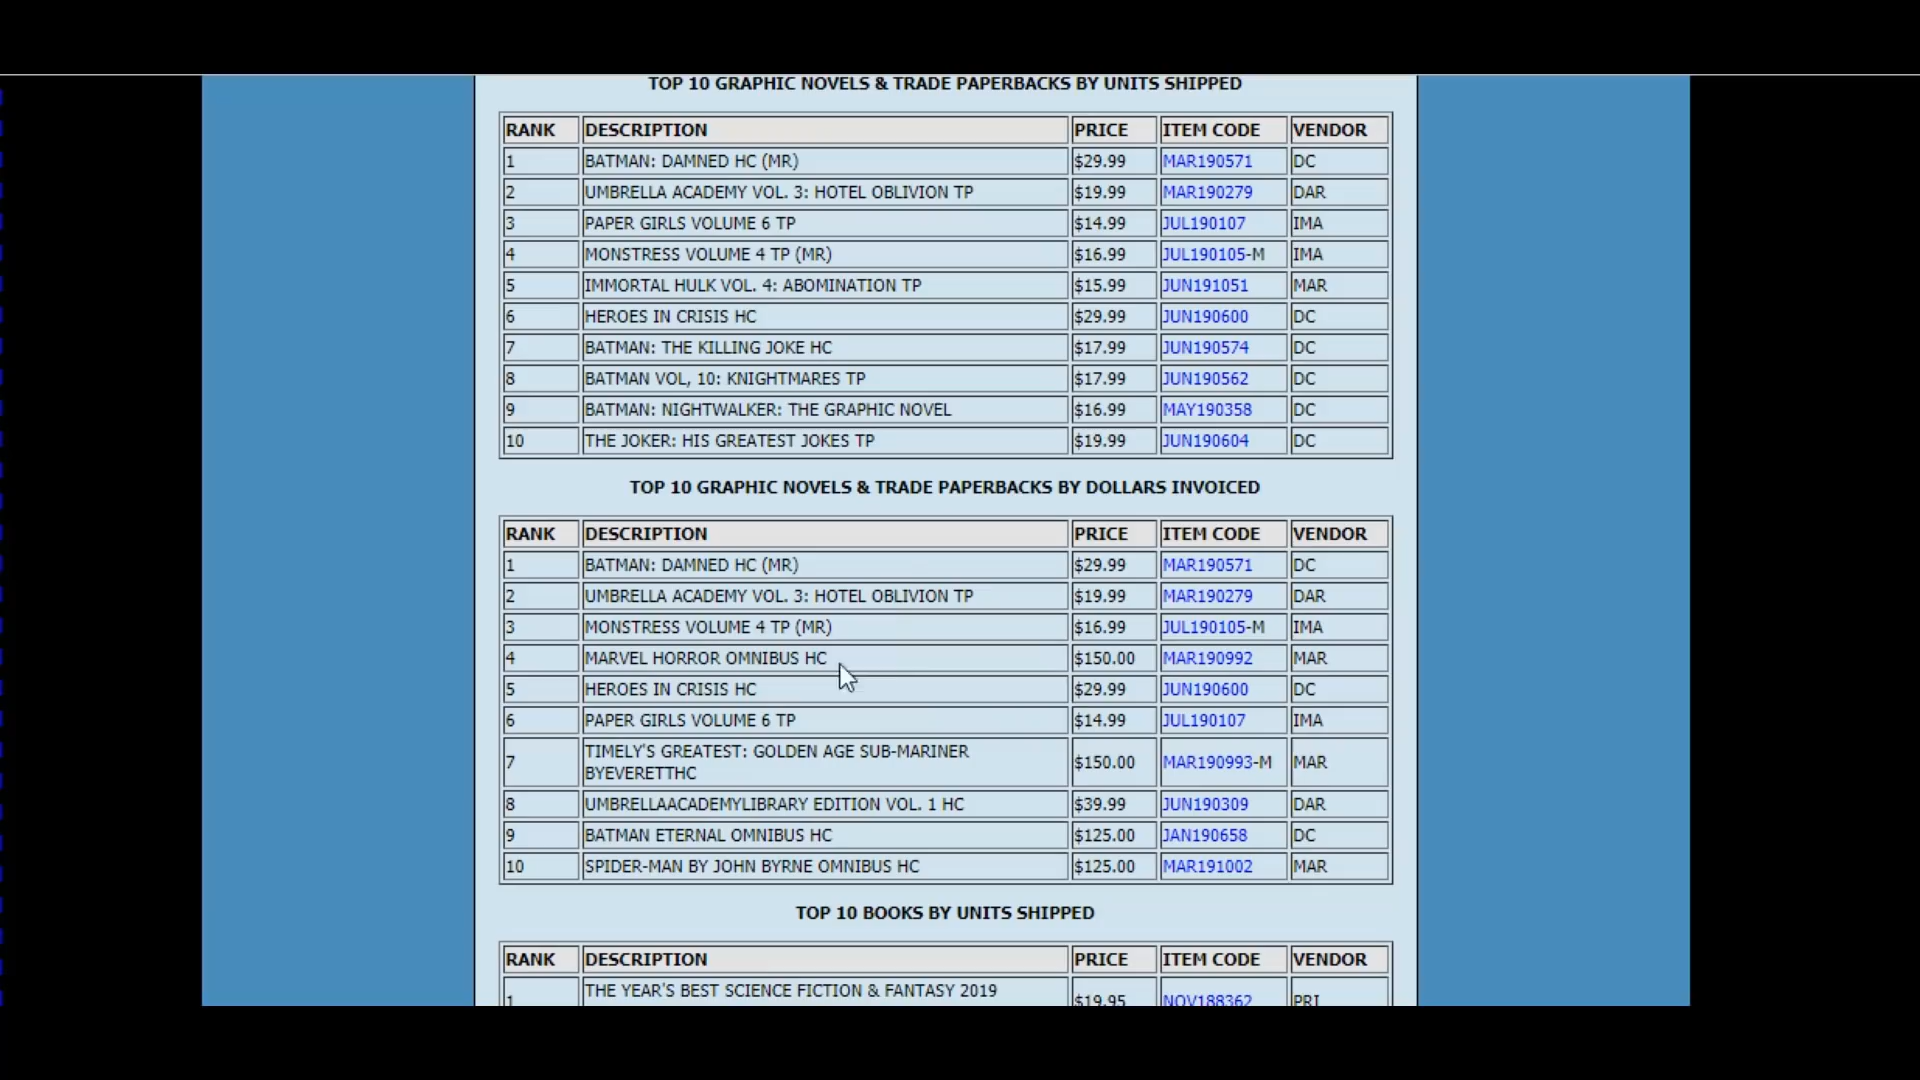 TOP 10 GRAPHIC NOVELS & TRADE PAPERBACKS BY UNITS SHIPPED
RANK DESCRIPTION PRICE ITEM CODE VENDOR
1 BATMAN: DAMNED HC (MR) $29.99 MAR190571 DC
2 UMBRELLA ACADEMY VOL. 3: HOTEL OBLIVION TP $19.99 MAR190279 DAR
3 PAPER GIRLS VOLUME 6 TP $14.99 JUL190107 IMA
4 MONSTRESS VOLUME 4 TP (MR) $16.99 JUL190105-M IMA
5 IMMORTAL HULK VOL. 4: ABOMINATION TP $15.99 JUN191051 MAR
6 HEROES IN CRISIS HC $29.99 JUN190600 DC
7 BATMAN: THE KILLING JOKE HC $17.99 JUN190574 DC
8 BATMAN VOL, 10: KNIGHTMARES TP $17.99 JUN190562 DC
9 BATMAN: NIGHTWALKER: THE GRAPHIC NOVEL $16.99 MAY190358 DC
10 THE JOKER: HIS GREATEST JOKES TP $19.99 JUN190604 DC
TOP 10 GRAPHIC NOVELS & TRADE PAPERBACKS BY DOLLARS INVOICED
RANK DESCRIPTION PRICE ITEM CODE VENDOR
1 BATMAN: DAMNED HC (MR) $29.99 MAR190571 DC
2 UMBRELLA ACADEMY VOL. 3: HOTEL OBLIVION TP $19.99 MAR190279 DAR
3 MONSTRESS VOLUME 4 TP (MR) $16.99 JUL190105-M IMA
4 MARVEL HORROR OMNIBUS HC $150.00 MAR190992 MAR
5 HEROES IN CRISIS HC $29.99 JUN190600 DC
6 PAPER GIRLS VOLUME 6 TP $14.99 JUL190107 IMA
7 TIMELY'S GREATEST: GOLDEN AGE SUB-MARINER
BYEVERETTHC $150.00 MAR190993-M MAR
8 UMBRELLAACADEMYLIBRARY EDITION VOL. 1 HC $39.99 JUN190309 DAR
9 BATMAN ETERNAL OMNIBUS HC $125.00 JAN190658 DC
10 SPIDER-MAN BY JOHN BYRNE OMNIBUS HC $125.00 MAR191002 MAR
TOP 10 BOOKS BY UNITS SHIPPED
RANK DESCRIPTION PRICE ITEM CODE VENDOR
THE YEAR'S BEST SCIENCE FICTION & FANTASY 2019
1 $19.95 NOV188362 PRI